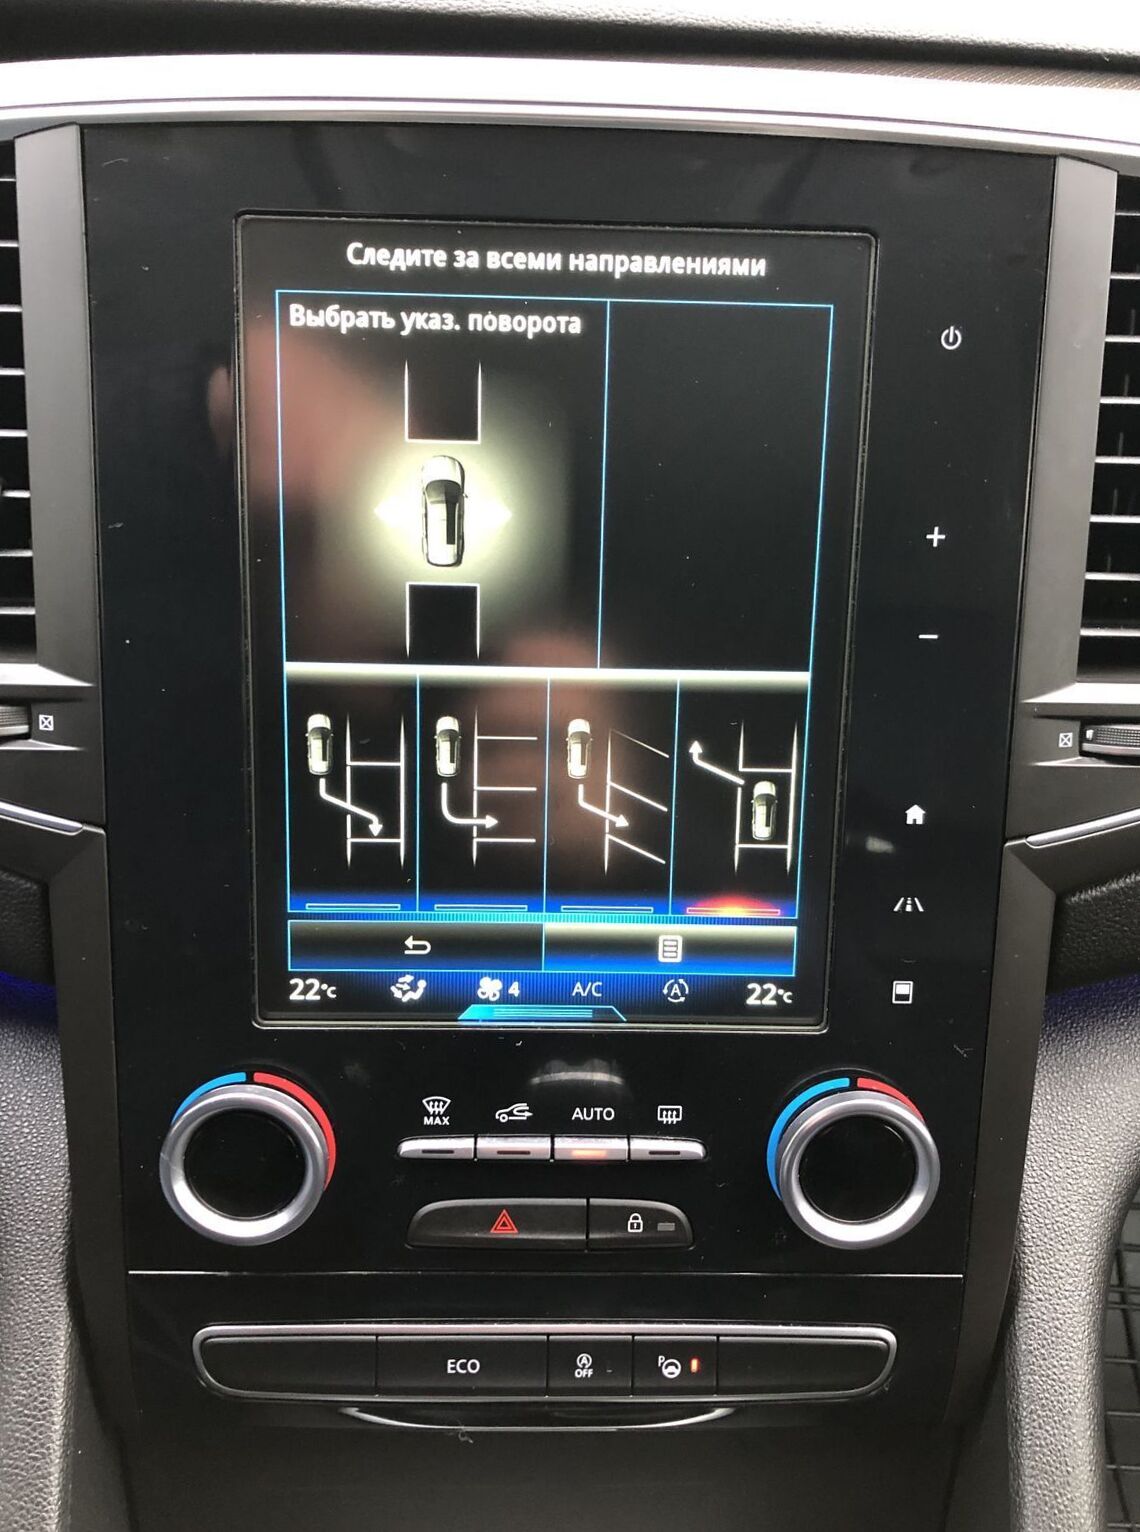 Следите за всеми направлениями
Выбрать указ. поворота
22°C
4
A/C
A
22°C
MAX
AUTO
ECO
A
OFF
P